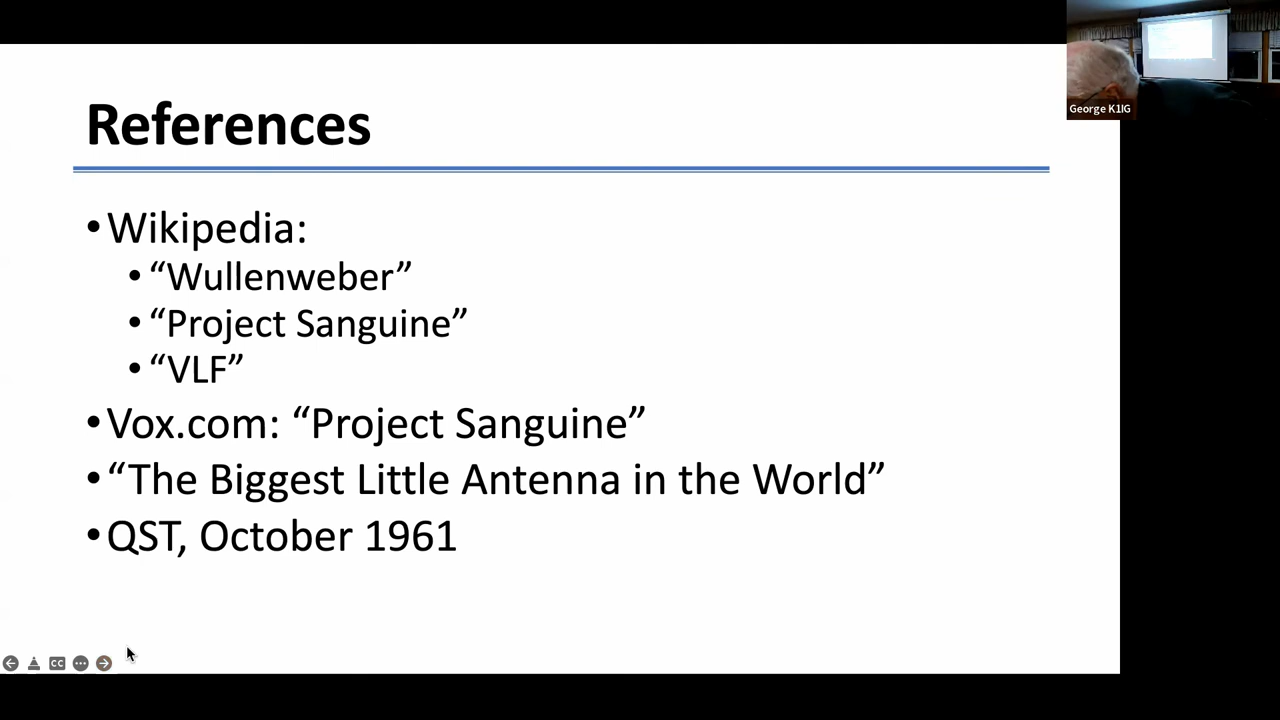 References
George K1IG
•Wikipedia:
•“Wullenweber”
•“Project Sanguine”
•“VLF”
•Vox.com: “Project Sanguine”
•“The Biggest Little Antenna in the World”
•QST, October 1961
CC